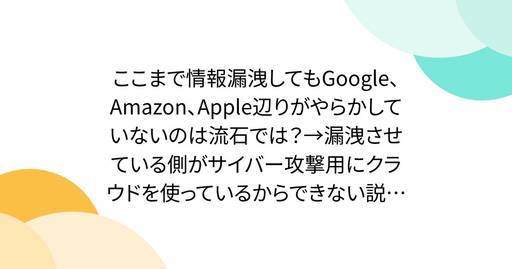 ここまで情報漏洩してもGoogle、
Amazon、Apple辺りがやらかして
いないのは流石では？→漏洩させ
ている側がサイバー攻撃用にクラ
ウドを使っているからできない説…